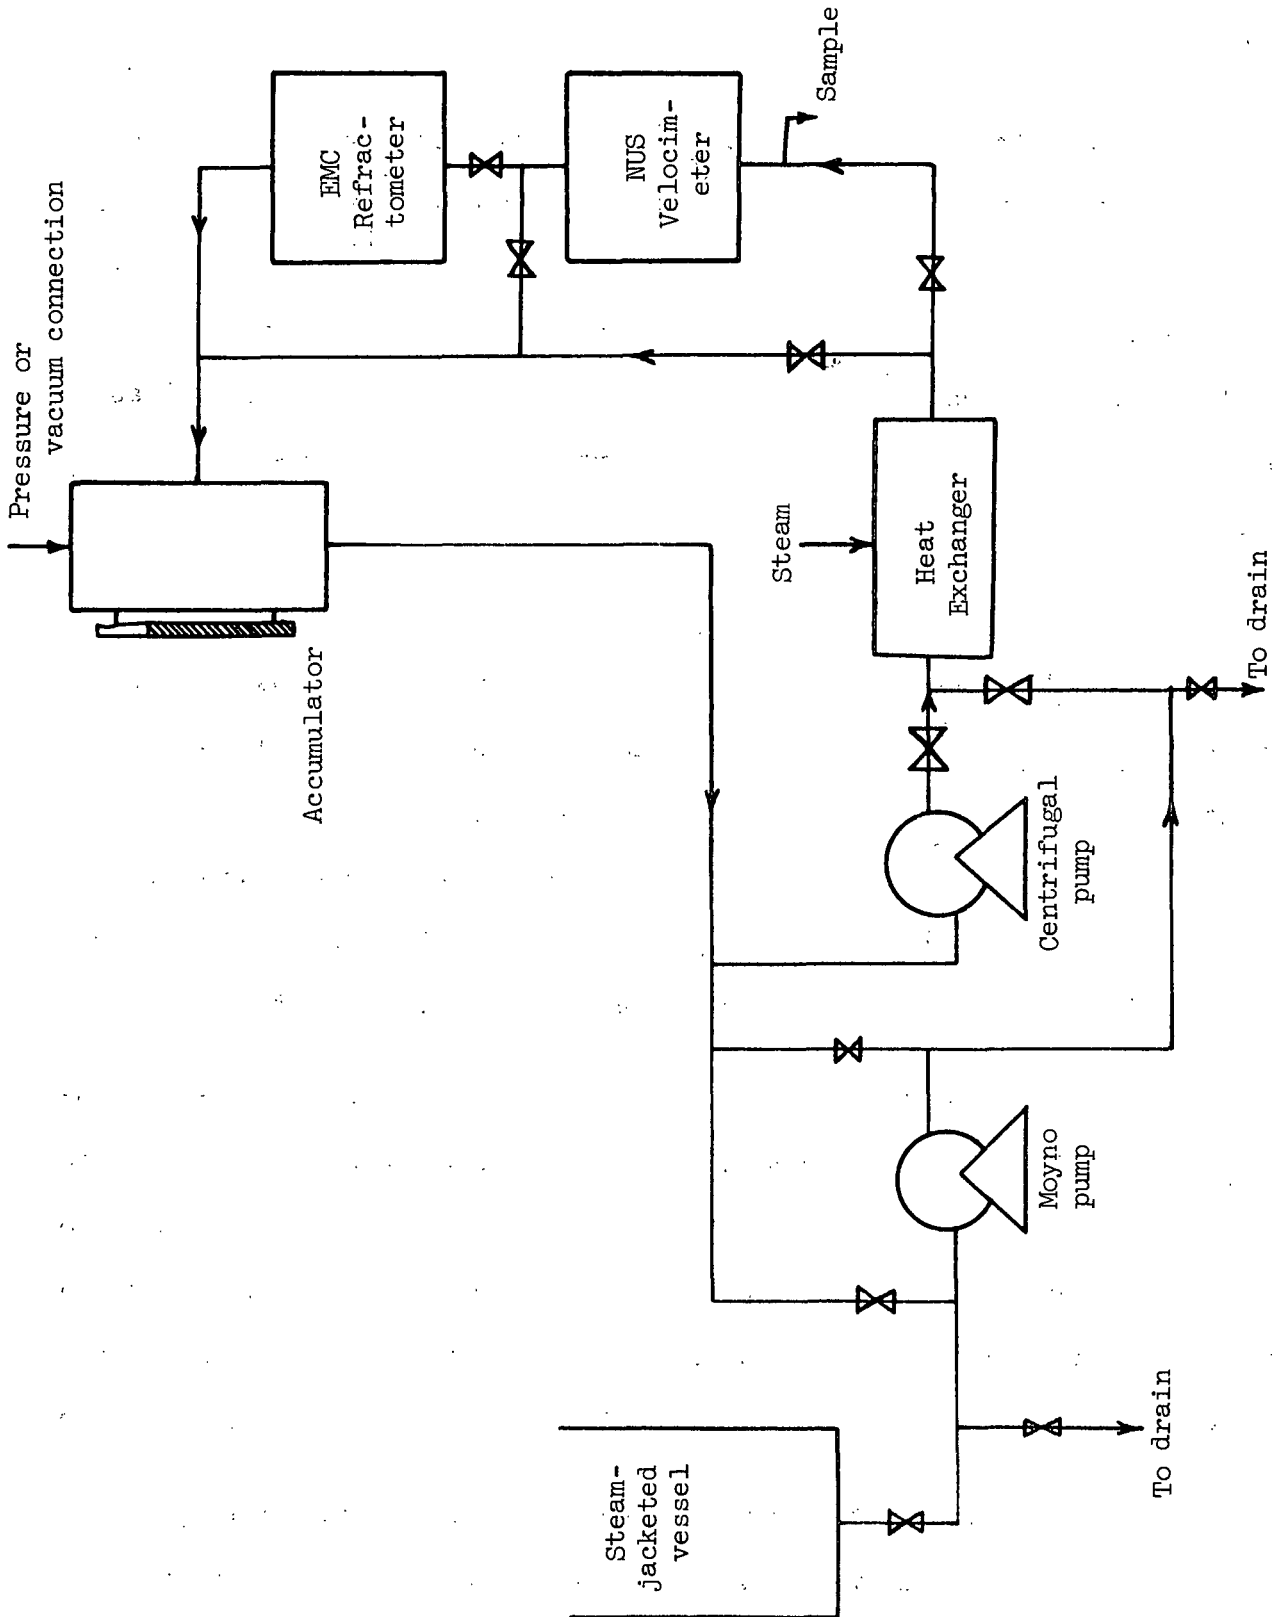 Pressure or
vacuum connection
EMC
Refrac-
tometer
NUS
Velocim-
eter
Sample
Accumulator
Steam
Heat
Exchanger
Centrifugal
pump
To drain
Moyno
pump
Steam-
jacketed
vessel
To drain